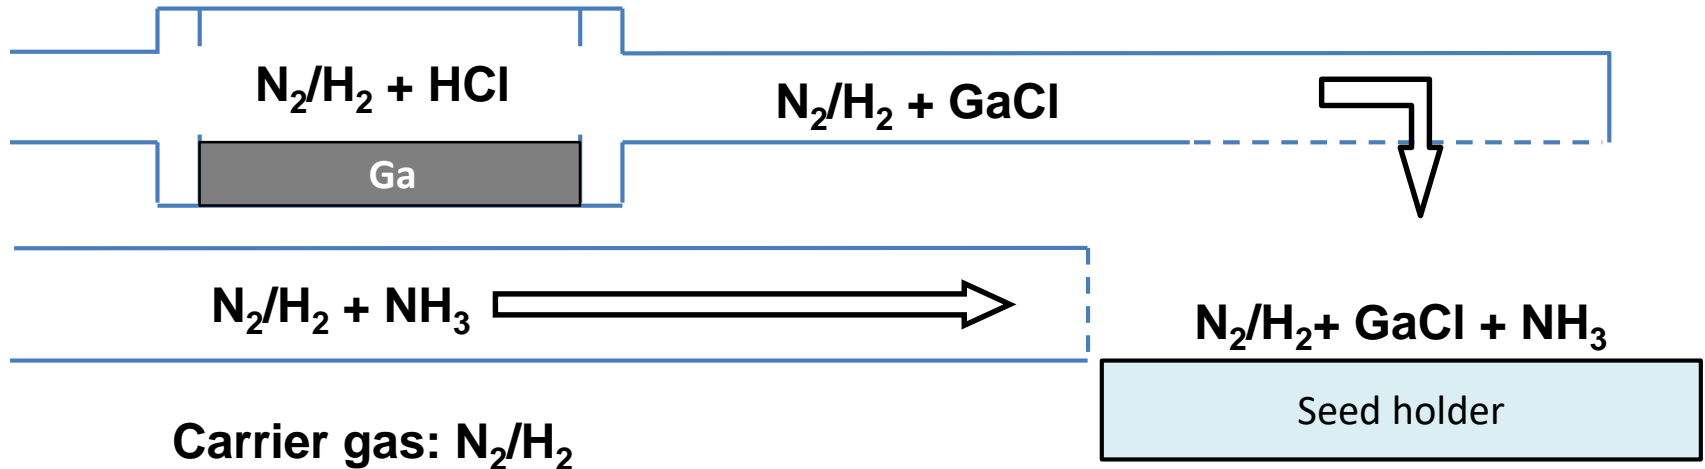 N₂/H₂ + HCl
N₂/H₂ + GaCl
Ga
N₂/H₂ + NH₃
N₂/H₂+ GaCl + NH₃
Seed holder
Carrier gas: N₂/H₂